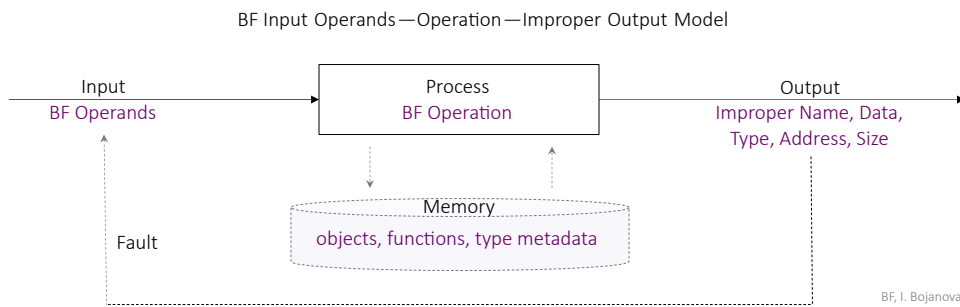 BF Input Operands—Operation—Improper Output Model
Input
BF Operands
Process
BF Operation
Output
Improper Name, Data,
Type, Address, Size
Memory
objects, functions, type metadata
Fault
BF, I. Bojanova